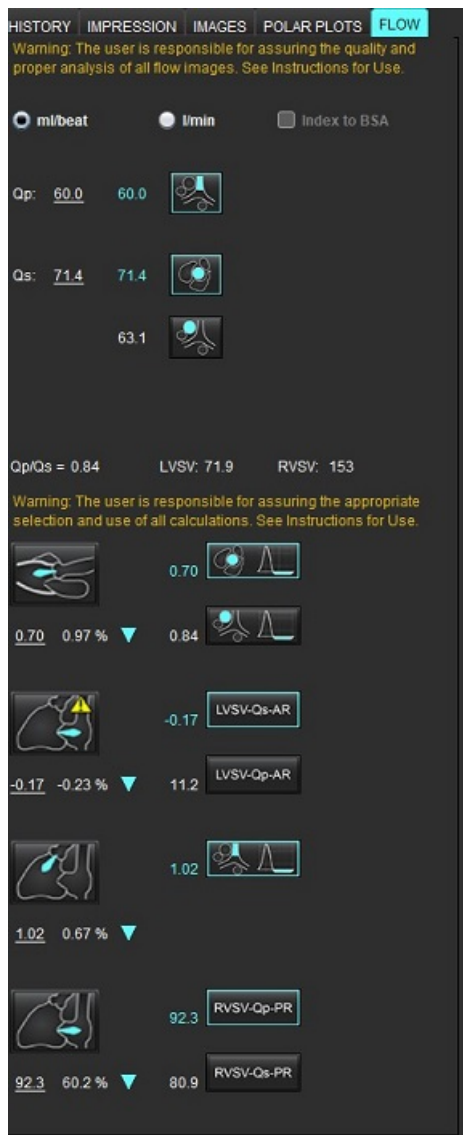 HISTORY IMPRESSION IMAGES POLAR PLOTS FLOW
Warning: The user is responsible for assuring the quality and
proper analysis of all flow images. See Instructions for Use.
ml/beat l/min Index to BSA
Qp: 60.0 60.0
Qs: 71.4 71.4
63.1
Qp/Qs = 0.84 LVSV: 71.9 RVSV: 153
Warning: The user is responsible for assuring the appropriate
selection and use of all calculations. See Instructions for Use.
0.70
0.70 0.97 % 0.84
-0.17 LVSV-Qs-AR
-0.17 -0.23 % 11.2 LVSV-Qp-AR
1.02
1.02 0.67 %
92.3 RVSV-Qp-PR
92.3 60.2 % 80.9 RVSV-Qs-PR